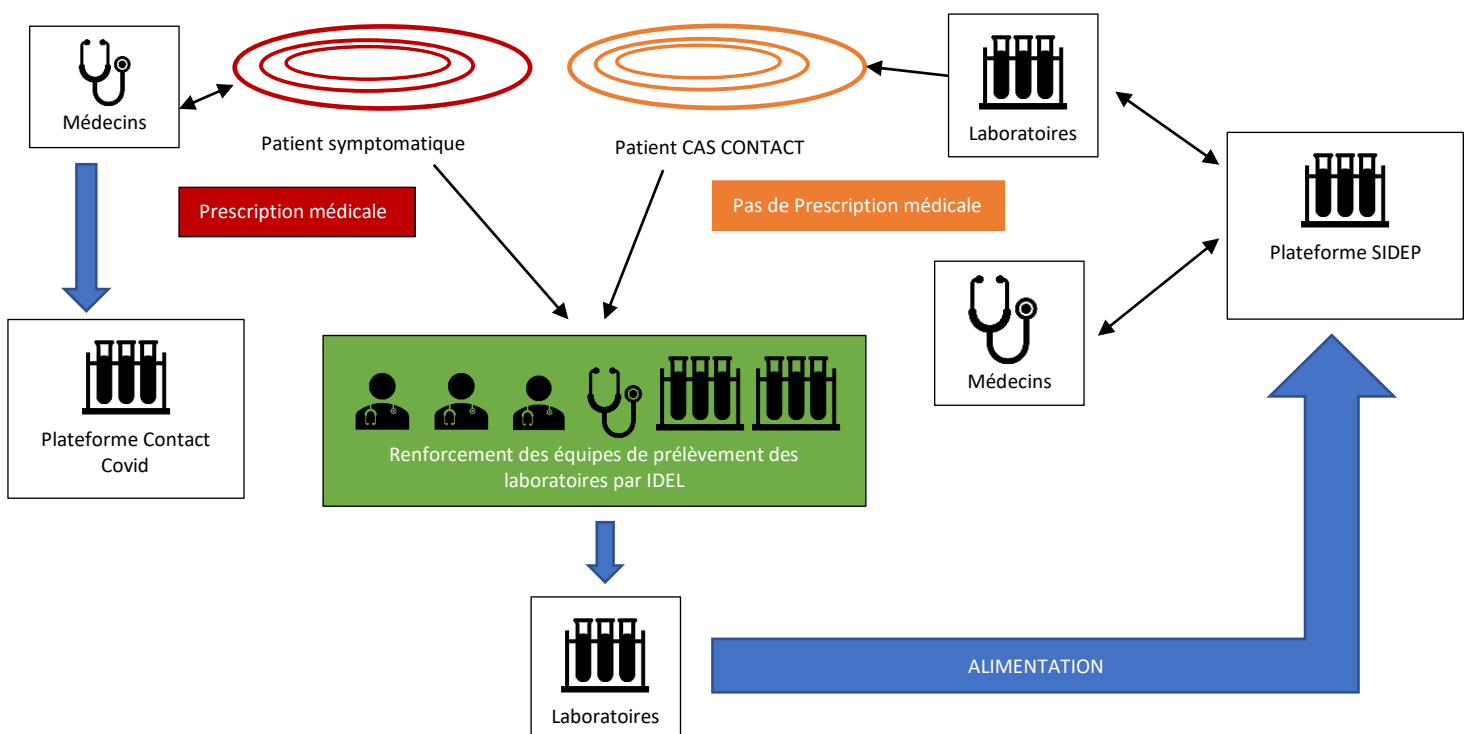 Médecins
Laboratoires
Patient symptomatique
Patient CAS CONTACT
Prescription médicale
Pas de Prescription médicale
Plateforme SIDEP
Médecins
Plateforme Contact
Covid
Renforcement des équipes de prélèvement des
laboratoires par IDEL
ALIMENTATION
Laboratoires